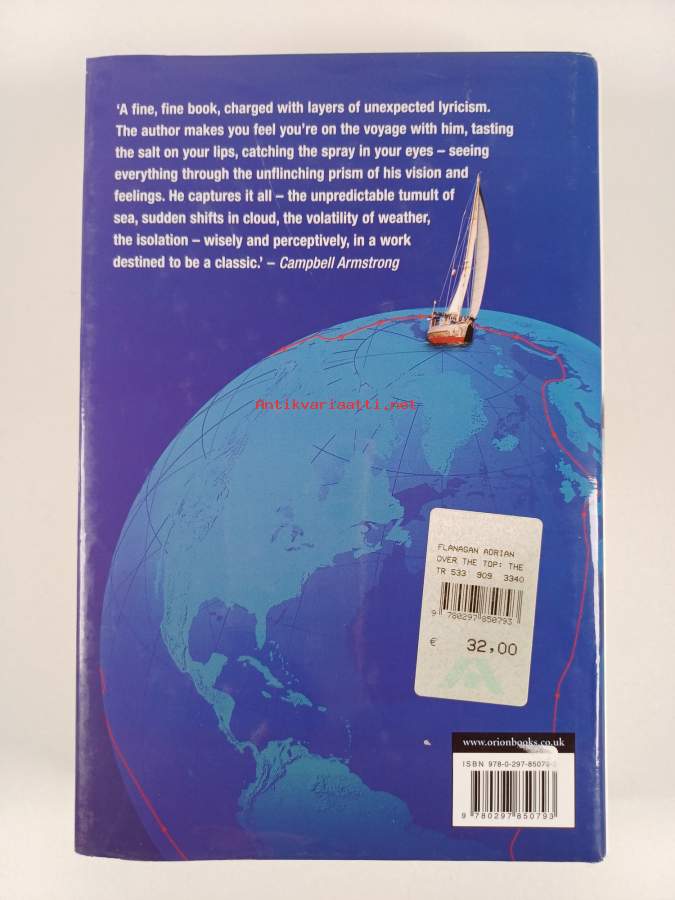 ‘A fine, fine book, charged with layers of unexpected lyricism.
The author makes you feel you’re on the voyage with him, tasting
the salt on your lips, catching the spray in your eyes – seeing
everything through the unflinching prism of his vision and
feelings. He captures it all – the unpredictable tumult of
sea, sudden shifts in cloud, the volatility of weather,
the isolation – wisely and perceptively, in a work
destined to be a classic.’ – Campbell Armstrong
Antikvariaatti.net
FLANAGAN ADRIAN
OVER THE TOP: THE
TR 533 909 3340
9 780297 850793
€ 32,00
www.orionbooks.co.uk
ISBN 978-0-297-85079-
9 780297 850793